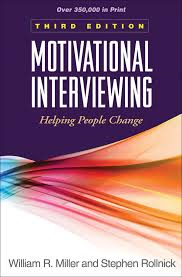 Over 350,000 in Print
THIRD EDITION
MOTIVATIONAL
INTERVIEWING
Helping People Change
William R. Miller and Stephen Rollnick